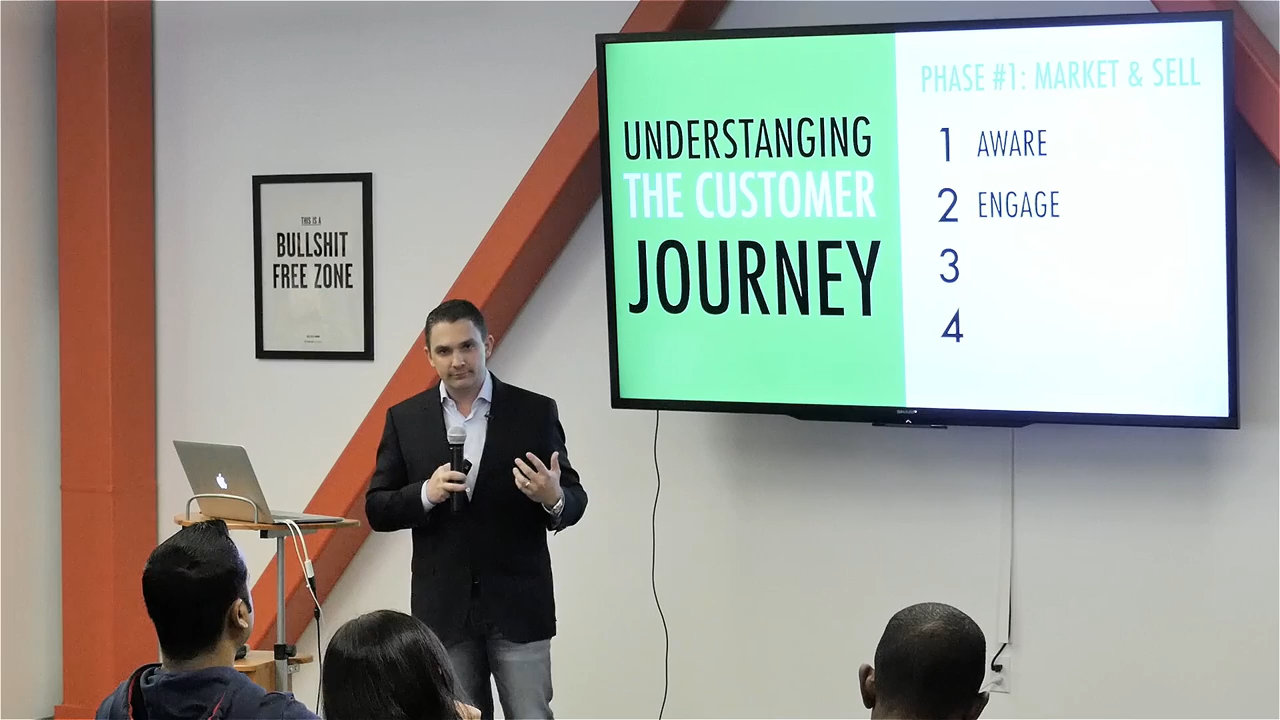 THIS IS A
BULLSHIT
FREE ZONE
UNDERSTANGING
THE CUSTOMER
JOURNEY
PHASE #1: MARKET & SELL
1 AWARE
2 ENGAGE
3
4
SHARP